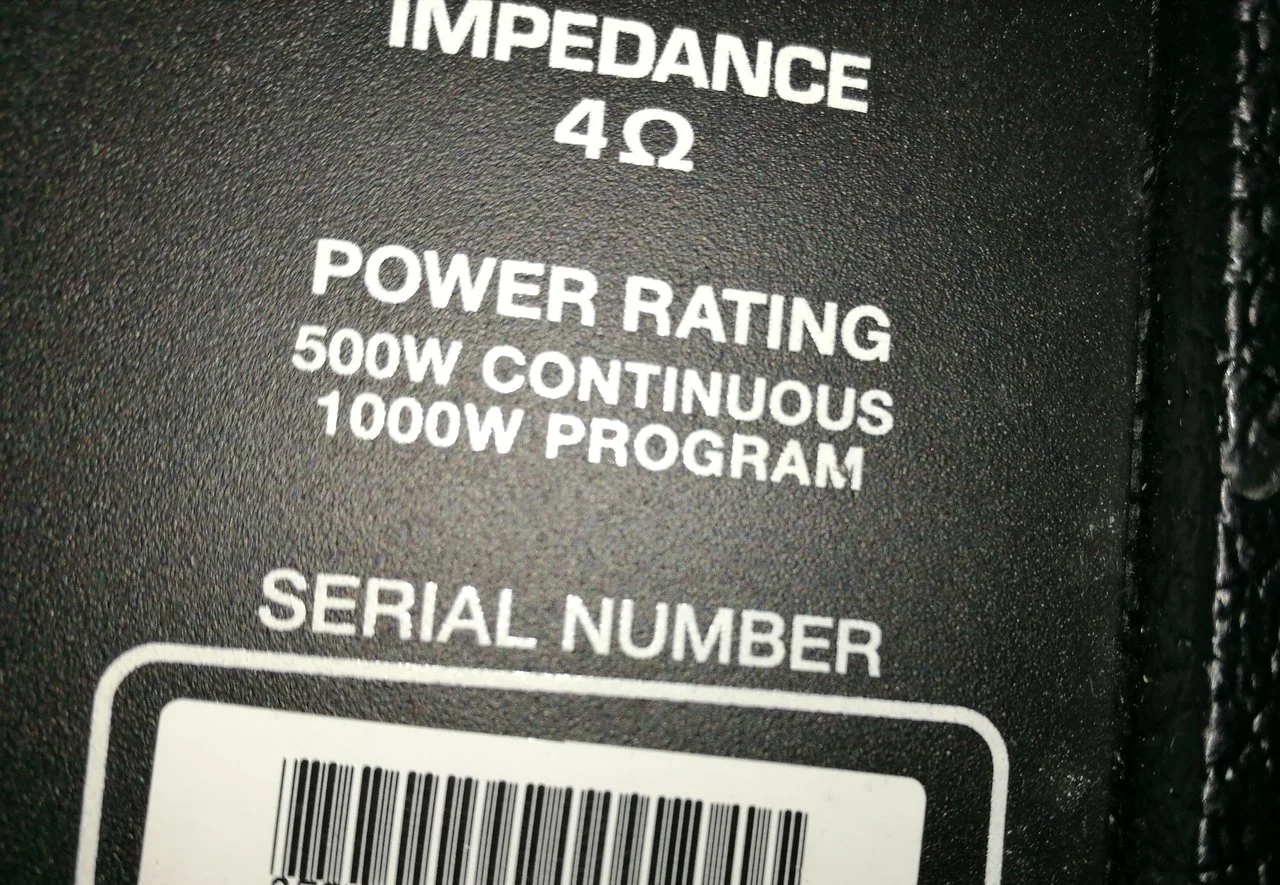 IMPEDANCE
4Ω
POWER RATING
500W CONTINUOUS
1000W PROGRAM
SERIAL NUMBER